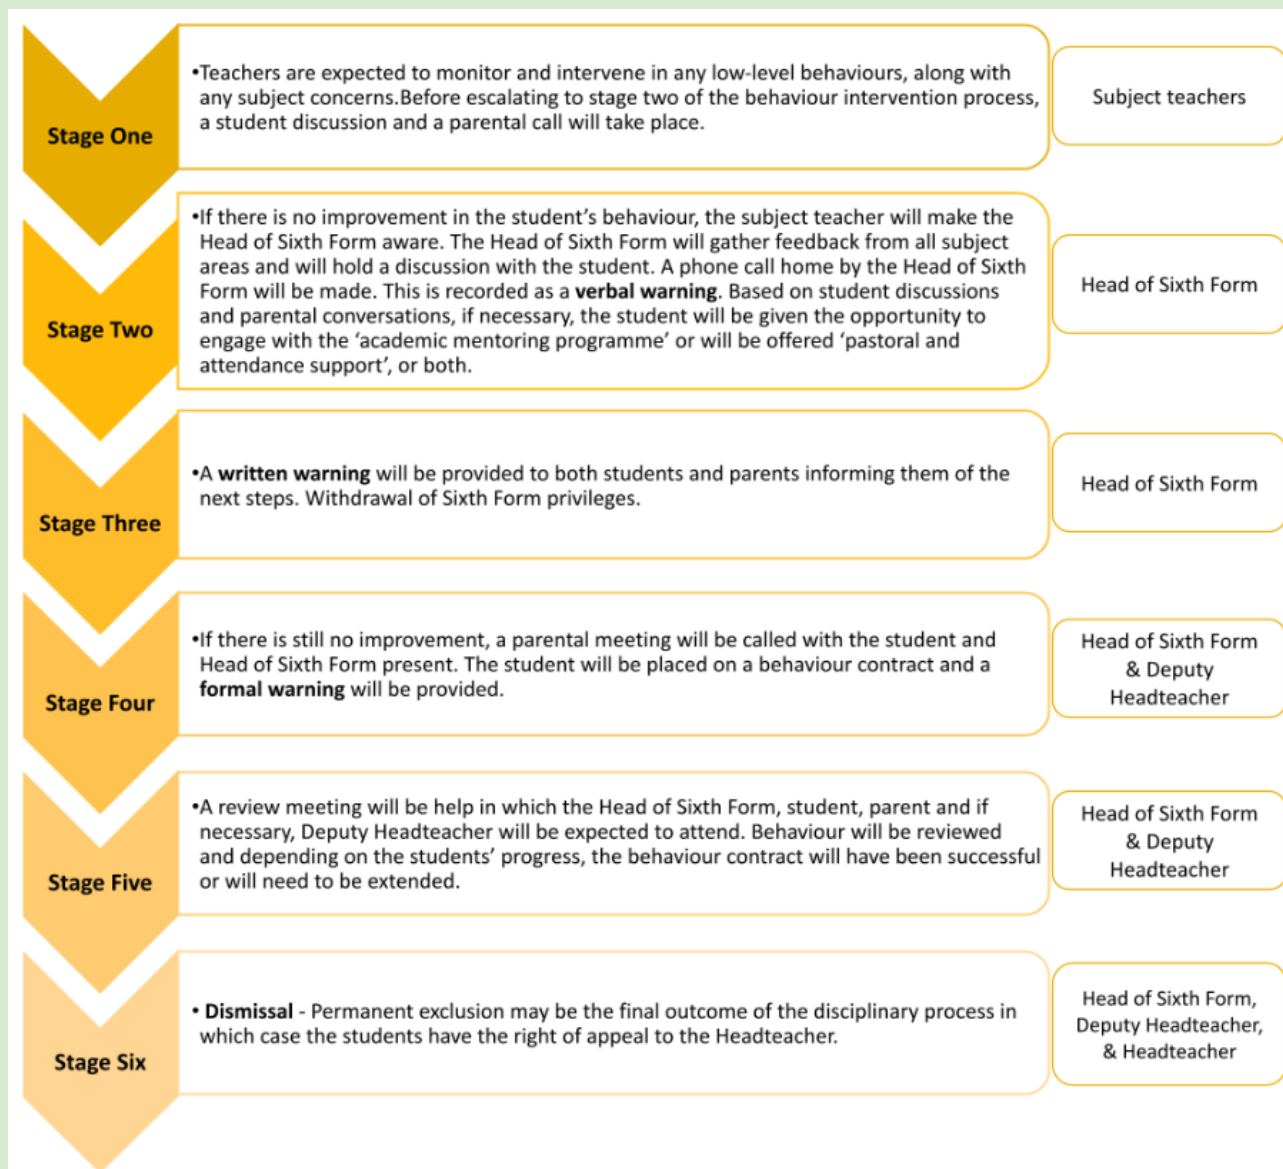 Stage One
•Teachers are expected to monitor and intervene in any low-level behaviours, along with
any subject concerns.Before escalating to stage two of the behaviour intervention process,
a student discussion and a parental call will take place.
Subject teachers
Stage Two
•If there is no improvement in the student’s behaviour, the subject teacher will make the
Head of Sixth Form aware. The Head of Sixth Form will gather feedback from all subject
areas and will hold a discussion with the student. A phone call home by the Head of Sixth
Form will be made. This is recorded as a verbal warning. Based on student discussions
and parental conversations, if necessary, the student will be given the opportunity to
engage with the ‘academic mentoring programme’ or will be offered ‘pastoral and
attendance support’, or both.
Head of Sixth Form
Stage Three
•A written warning will be provided to both students and parents informing them of the
next steps. Withdrawal of Sixth Form privileges.
Head of Sixth Form
Stage Four
•If there is still no improvement, a parental meeting will be called with the student and
Head of Sixth Form present. The student will be placed on a behaviour contract and a
formal warning will be provided.
Head of Sixth Form
& Deputy
Headteacher
Stage Five
•A review meeting will be help in which the Head of Sixth Form, student, parent and if
necessary, Deputy Headteacher will be expected to attend. Behaviour will be reviewed
and depending on the students’ progress, the behaviour contract will have been successful
or will need to be extended.
Head of Sixth Form
& Deputy
Headteacher
Stage Six
• Dismissal - Permanent exclusion may be the final outcome of the disciplinary process in
which case the students have the right of appeal to the Headteacher.
Head of Sixth Form,
Deputy Headteacher,
& Headteacher